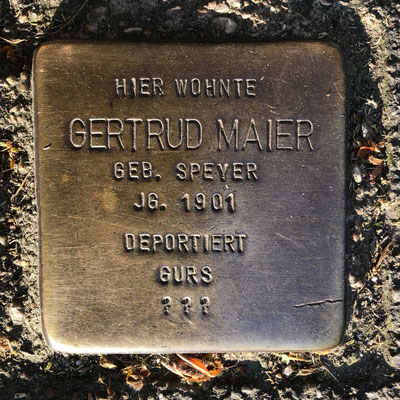 HIER WOHNTE
GERTRUD MAIER
GEB. SPEYER
JG. 1901
DEPORTIERT
GURS
???